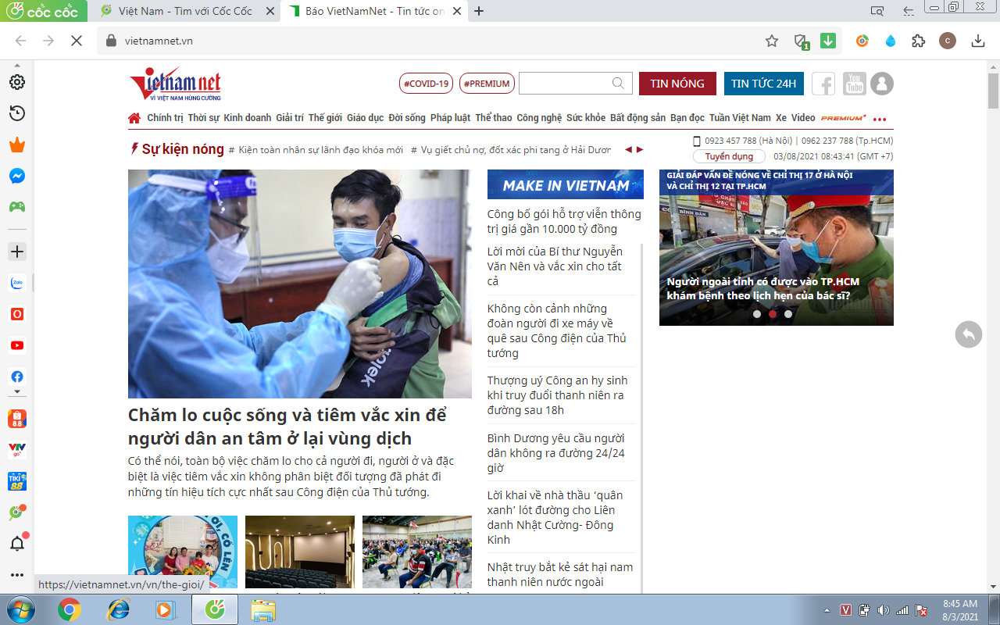 cốc cốc
Việt Nam - Tìm với Cốc Cốc
Báo VietNamNet - Tin tức on
vietnamnet.vn
1
C
Vietnamnet
VÌ VIỆT NAM HÙNG CƯỜNG
#COVID-19
#PREMIUM
TIN NÓNG
TIN TỨC 24H
You
Tube
Chính trị Thời sự Kinh doanh Giải trí Thế giới Giáo dục Đời sống Pháp luật Thể thao Công nghệ Sức khỏe Bất động sản Bạn đọc Tuần Việt Nam Xe Video PREMIUM
Sự kiện nóng # Kiện toàn nhân sự lãnh đạo khóa mới # Vụ giết chủ nợ, đốt xác phi tang ở Hải Dươn
0923 457 788 (Hà Nội) | 0962 237 788 (Tp.HCM)
Tuyển dụng 03/08/2021 08:43:41 (GMT +7)
Chăm lo cuộc sống và tiêm vắc xin để
người dân an tâm ở lại vùng dịch
Có thể nói, toàn bộ việc chăm lo cho cả người đi, người ở và đặc
biệt là việc tiêm vắc xin không phân biệt đối tượng đã phát đi
những tín hiệu tích cực nhất sau Công điện của Thủ tướng.
ƠI, CỐ LÊN
MAKE IN VIETNAM
Công bố gói hỗ trợ viễn thông
trị giá gần 10.000 tỷ đồng
Lời mời của Bí thư Nguyễn
Văn Nên và vắc xin cho tất
cả
Không còn cảnh những
đoàn người đi xe máy về
quê sau Công điện của Thủ
tướng
Thượng uý Công an hy sinh
khi truy đuổi thanh niên ra
đường sau 18h
Bình Dương yêu cầu người
dân không ra đường 24/24
giờ
Lời khai về nhà thầu ‘quân
xanh’ lót đường cho Liên
danh Nhật Cường- Đông
Kinh
Nhật truy bắt kẻ sát hại nam
thanh niên nước ngoài
GIẢI ĐÁP VẤN ĐỀ NÓNG VỀ CHỈ THỊ 17 Ở HÀ NỘI
VÀ CHỈ THỊ 12 TẠI TP.HCM
Người ngoài tỉnh có được vào TP.HCM
khám bệnh theo lịch hẹn của bác sĩ?
Zalo
8.8
VTV
go
TIKI
8.8
https://vietnamnet.vn/vn/the-gioi/
V
8:45 AM
8/3/2021